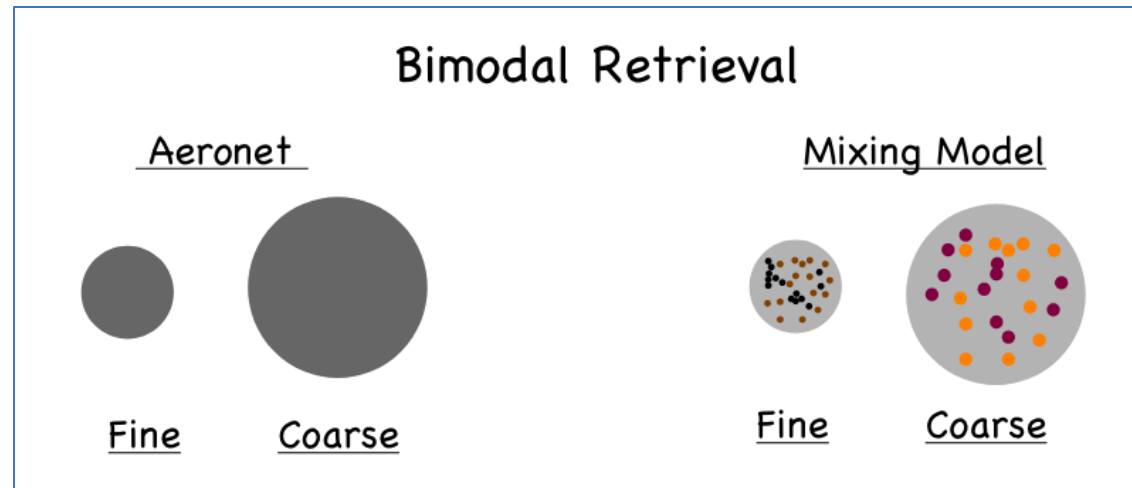 Bimodal Retrieval
Aeronet
Mixing Model
Fine
Coarse
Fine
Coarse